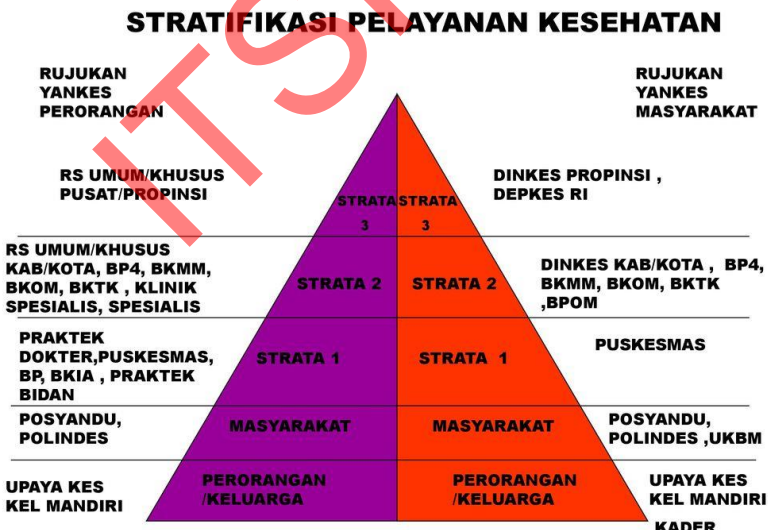 STRATIFIKASI PELAYANAN KESEHATAN
RUJUKAN
YANKES
PERORANGAN
RUJUKAN
YANKES
MASYARAKAT
RS UMUM/KHUSUS
PUSAT/PROPINSI
STRATA
3
STRATA
3
DINKES PROPINSI ,
DEPKES RI
RS UMUM/KHUSUS
KAB/KOTA, BP4, BKMM,
BKOM, BKTK , KLINIK
SPESIALIS, SPESIALIS
STRATA 2
STRATA 2
DINKES KAB/KOTA , BP4,
BKMM, BKOM, BKTK
,BPOM
PRAKTEK
DOKTER,PUSKESMAS,
BP, BKIA , PRAKTEK
BIDAN
STRATA 1
STRATA 1
PUSKESMAS
POSYANDU,
POLINDES
MASYARAKAT
MASYARAKAT
POSYANDU,
POLINDES ,UKBM
UPAYA KES
KEL MANDIRI
PERORANGAN
/KELUARGA
PERORANGAN
/KELUARGA
UPAYA KES
KEL MANDIRI
KADER
ITS